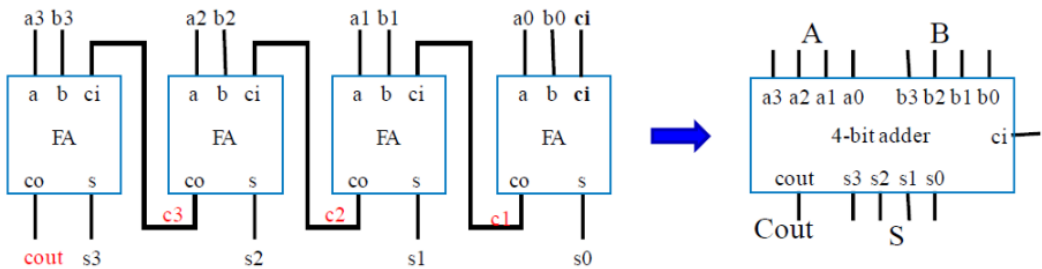 a3 b3
a2 b2
a1 b1
a0 b0 ci
a b ci
a b ci
a b ci
a b ci
FA
FA
FA
FA
co s
co s
co s
co s
c3
c2
c1
cout s3
s2
s1
s0
A B
a3 a2 a1 a0 b3 b2 b1 b0
4-bit adder
ci
cout s3 s2 s1 s0
Cout S